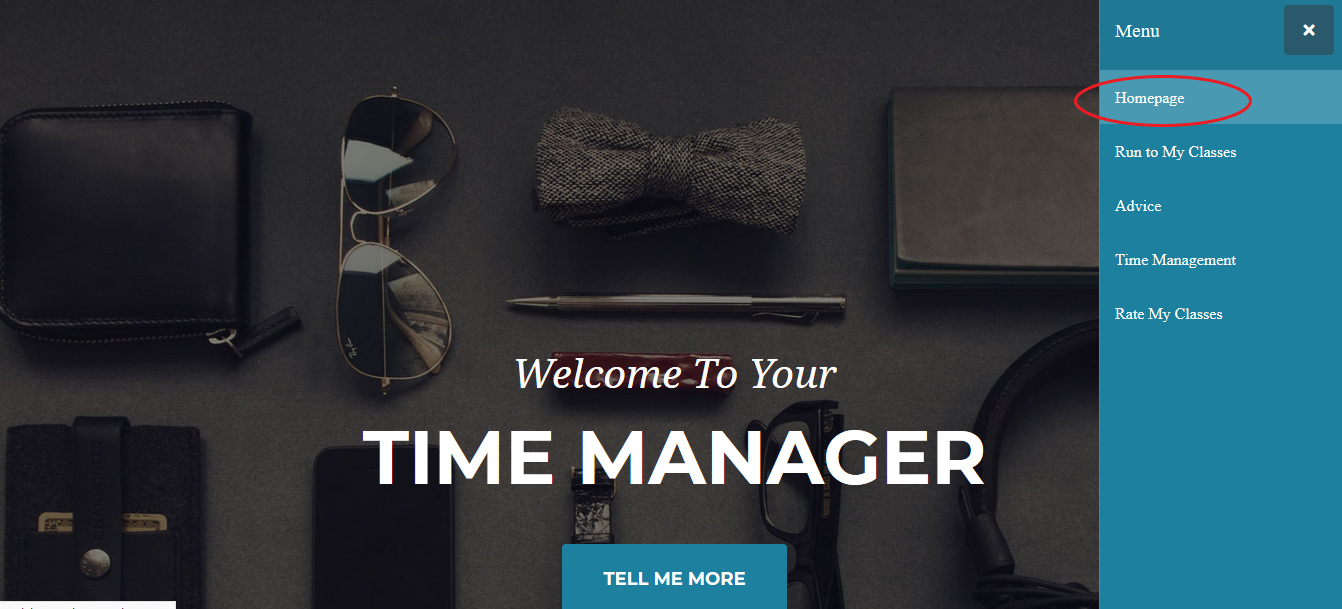 Menu
×
Homepage
Run to My Classes
Advice
Time Management
Rate My Classes
Welcome To Your
TIME MANAGER
TELL ME MORE